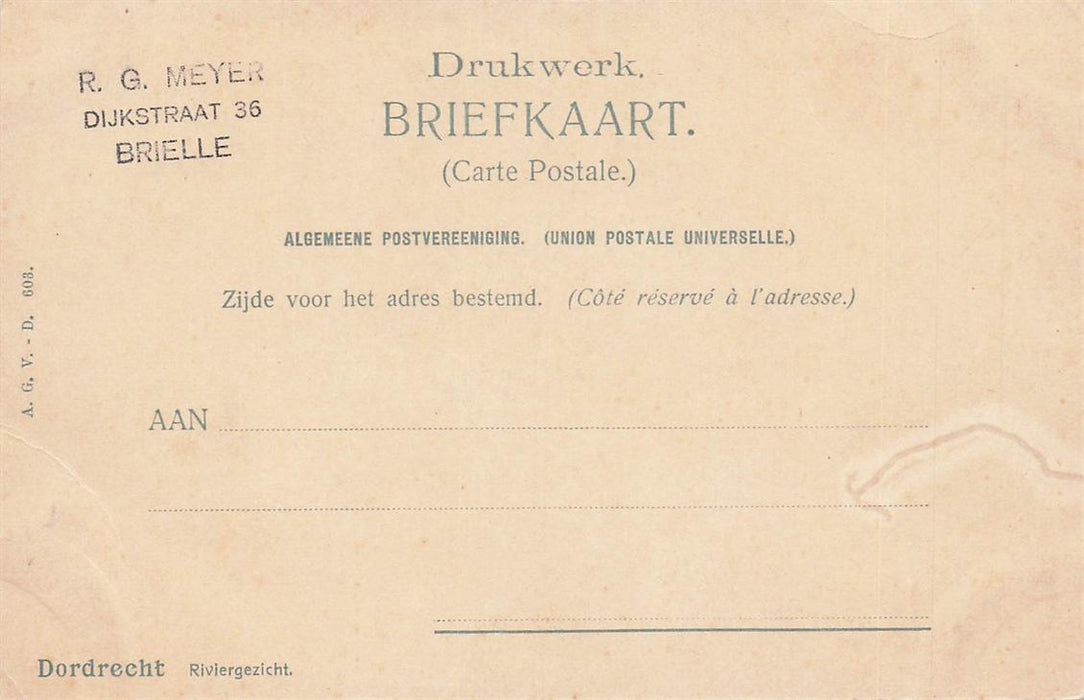 R. G. MEYER
DIJKSTRAAT 36
BRIELLE
Drukwerk.
BRIEFKAART.
(Carte Postale.)
ALGEMEENE POSTVEREENIGING. (UNION POSTALE UNIVERSELLE.)
Zijde voor het adres bestemd. (Côté réservé à l'adresse.)
A. G. V. - D. 603.
AAN
Dordrecht Riviergezicht.